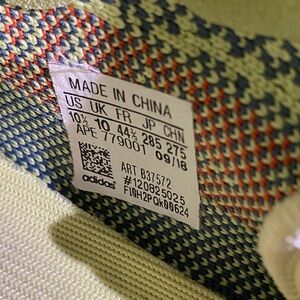 MADE IN CHINA
US UK FR JP CHN
10½ 10 44⅔ 285 275
APE 779001 09/18
ART B37572
#120825025
F10H2PQk00624
adidas